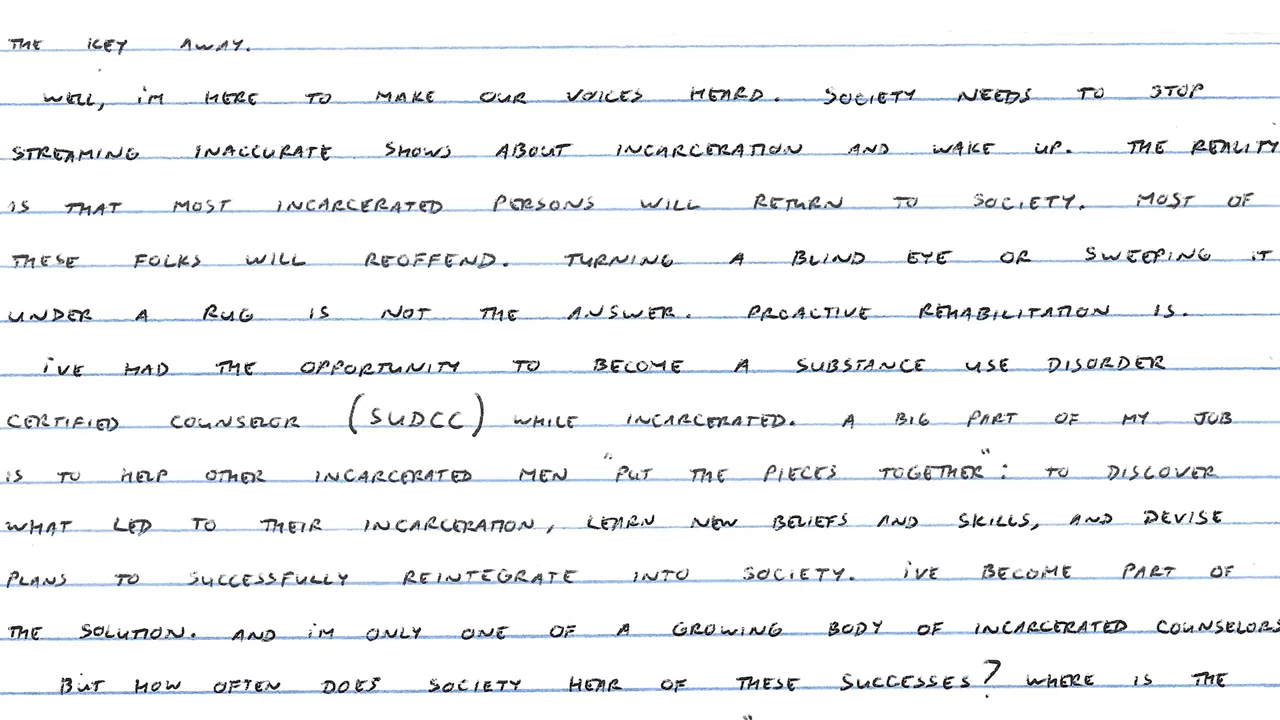 THE KEY AWAY.
WELL, i'M HERE TO MAKE OUR VOICES HEARD. SOCIETY NEEDS TO STOP
STREAMING INACCURATE SHOWS ABOUT INCARCERATION AND WAKE UP. THE REALITY
IS THAT MOST INCARCERATED PERSONS WILL RETURN TO SOCIETY. MOST OF
THESE FOLKS WILL REOFFEND. TURNING A BLIND EYE OR SWEEPING IT
UNDER A RUG IS NOT THE ANSWER. PROACTIVE REHABILITATION IS.
i'VE HAD THE OPPORTUNITY TO BECOME A SUBSTANCE USE DISORDER
CERTIFIED COUNSELOR (SUDCC) WHILE INCARCERATED. A BIG PART OF MY JOB
IS TO HELP OTHER INCARCERATED MEN "PUT THE PIECES TOGETHER": TO DISCOVER
WHAT LED TO THEIR INCARCERATION, LEARN NEW BELIEFS AND SKILLS, AND DEVISE
PLANS TO SUCCESSFULLY REINTEGRATE INTO SOCIETY. i'VE BECOME PART OF
THE SOLUTION. AND i'M ONLY ONE OF A GROWING BODY OF INCARCERATED COUNSELORS
BUT HOW OFTEN DOES SOCIETY HEAR OF THESE SUCCESSES? WHERE IS THE